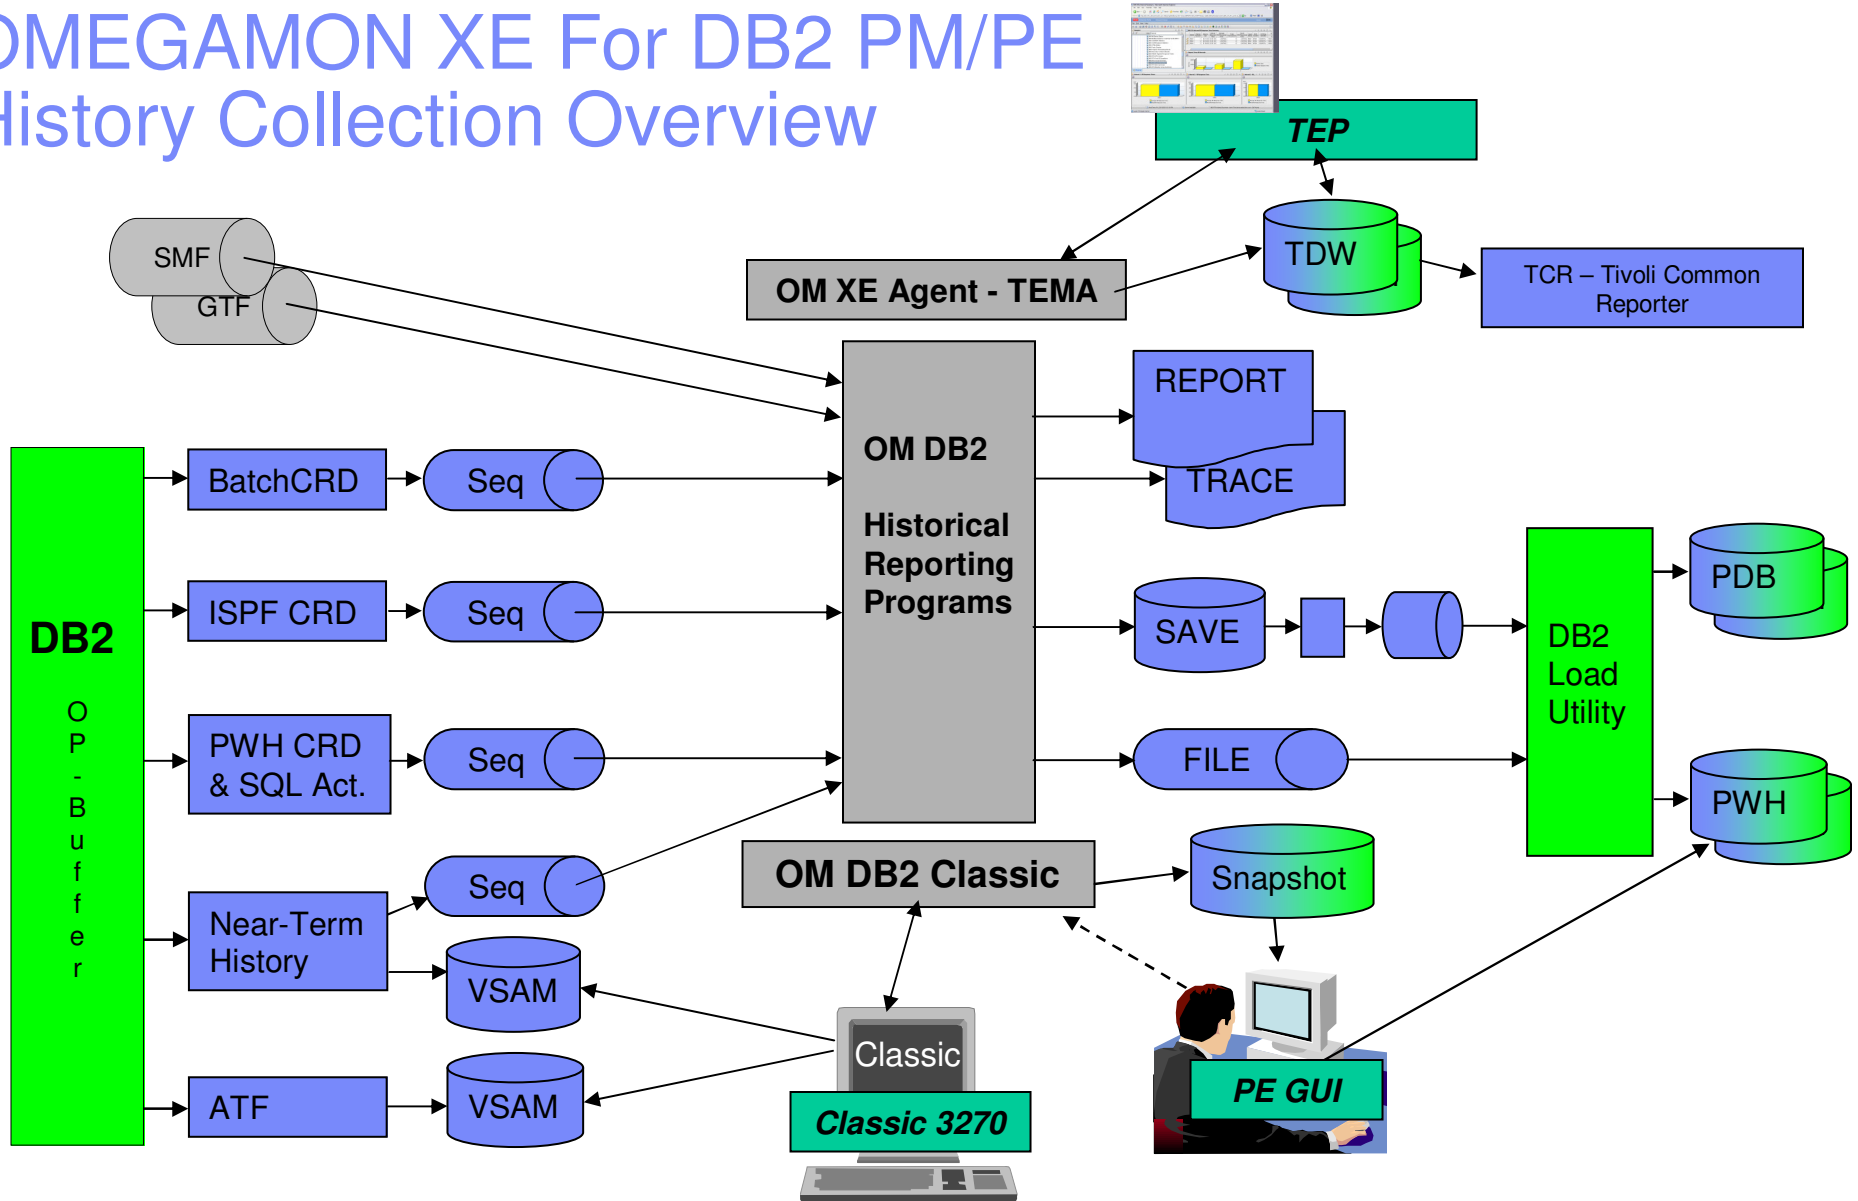 OMEGAMON XE For DB2 PM/PE
History Collection Overview
TEP
SMF
GTF
OM XE Agent - TEMA
TDW
TCR – Tivoli Common
Reporter
DB2
OP-Buffer
BatchCRD
Seq
ISPF CRD
Seq
PWH CRD
& SQL Act.
Seq
Near-Term
History
Seq
VSAM
ATF
VSAM
OM DB2
Historical
Reporting
Programs
REPORT
TRACE
SAVE
FILE
DB2
Load
Utility
PDB
PWH
OM DB2 Classic
Snapshot
Classic
Classic 3270
PE GUI